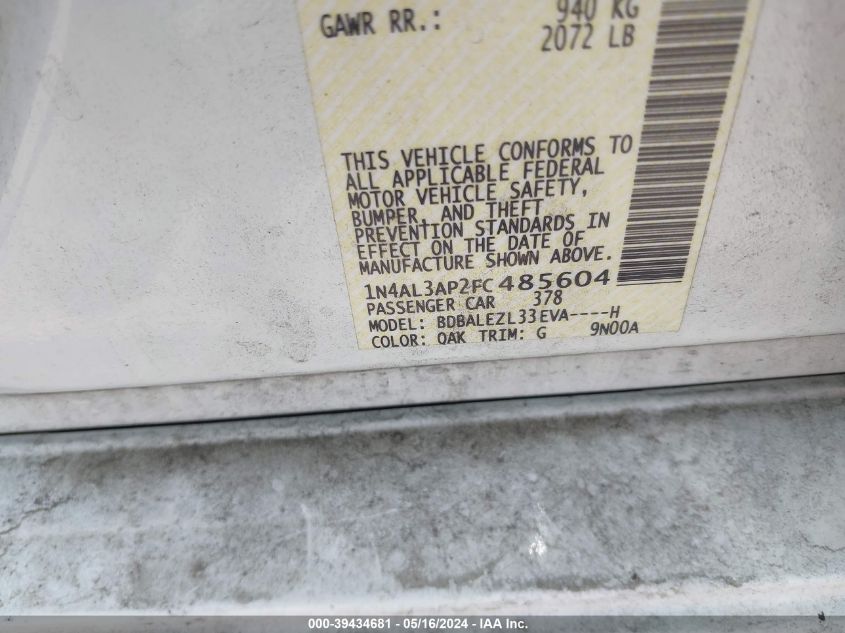 GAWR RR.: 940 KG
2072 LB
THIS VEHICLE CONFORMS TO
ALL APPLICABLE FEDERAL
MOTOR VEHICLE SAFETY,
BUMPER, AND THEFT
PREVENTION STANDARDS IN
EFFECT ON THE DATE OF
MANUFACTURE SHOWN ABOVE.
1N4AL3AP2FC485604
PASSENGER CAR 378
MODEL: BDBALEZL33EVA----H
COLOR: QAK TRIM: G 9N00A
000-39434681 - 05/16/2024 - IAA Inc.